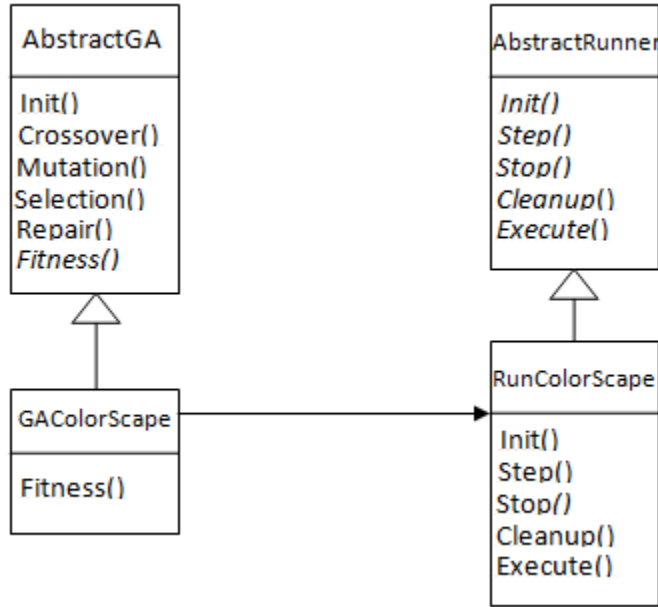 AbstractGA
Init()
Crossover()
Mutation()
Selection()
Repair()
Fitness()
AbstractRunner
Init()
Step()
Stop()
Cleanup()
Execute()
GAColorScape
Fitness()
RunColorScape
Init()
Step()
Stop()
Cleanup()
Execute()